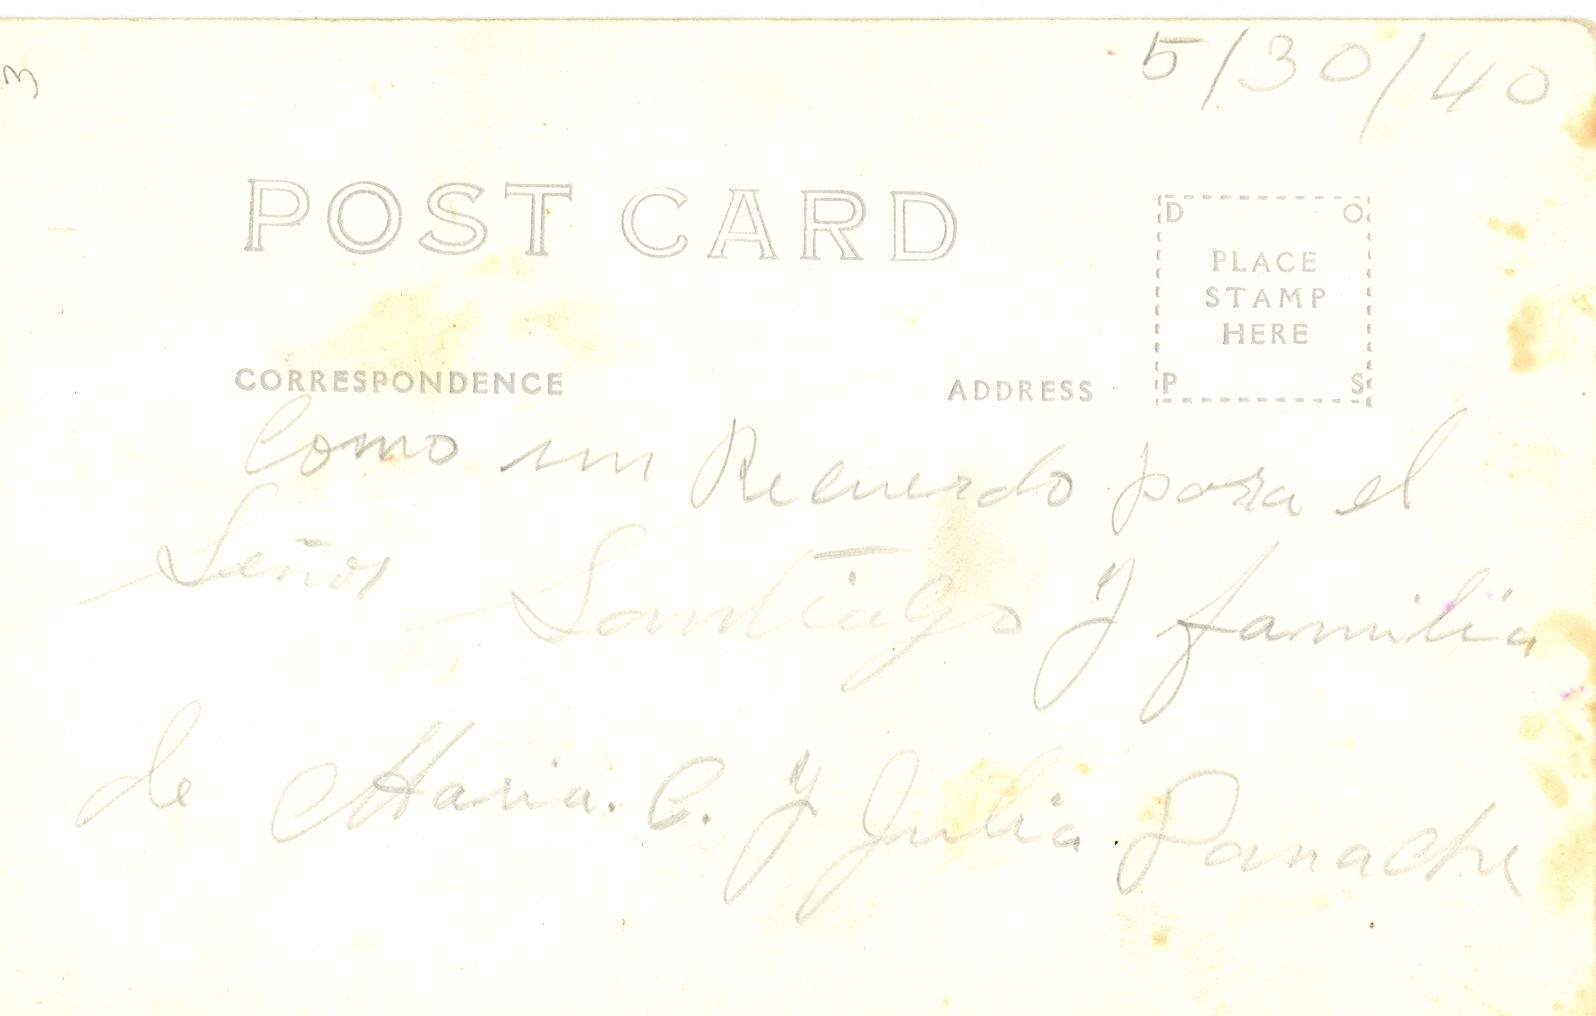 3
5/30/40
POST CARD
D O
PLACE
STAMP
HERE
P S
CORRESPONDENCE
ADDRESS
Como un Recuerdo para el
Señor Santiago Y familia
de Maria. C. Y Julia Panache